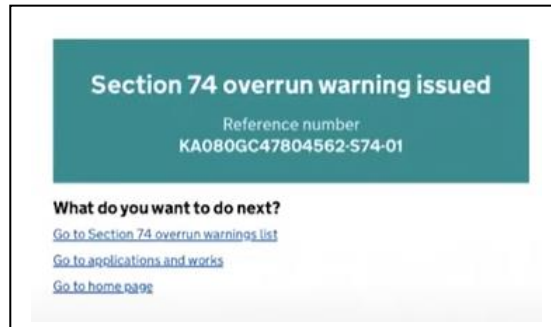 Section 74 overrun warning issued
Reference number
KA080GC47804562-S74-01
What do you want to do next?
Go to Section 74 overrun warnings list
Go to applications and works
Go to home page